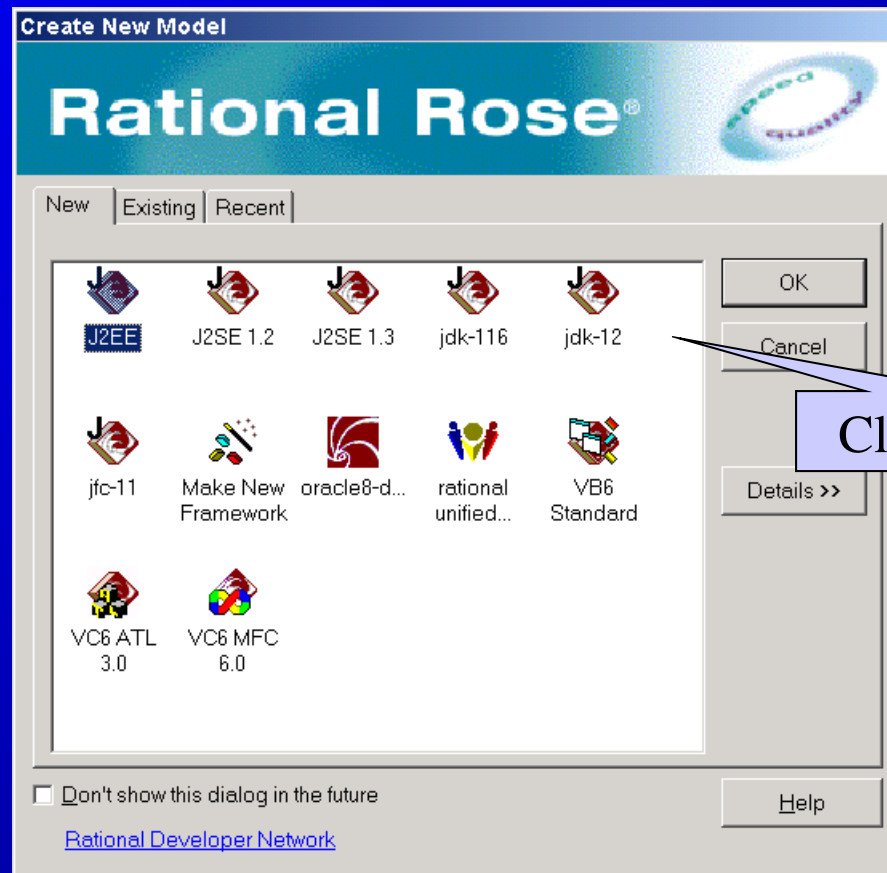 Create New Model
Rational Rose®
speed
quality
New Existing Recent
J2EE J2SE 1.2 J2SE 1.3 jdk-116 jdk-12
OK
Cancel
jfc-11 Make New Framework oracle8-d... rational unified... VB6 Standard
Details >>
VC6 ATL 3.0 VC6 MFC 6.0
Don't show this dialog in the future
Help
Rational Developer Network